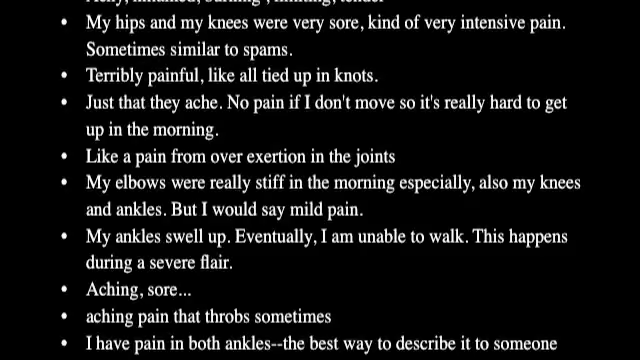 Achy, inflamed, burning, limiting, tender
• My hips and my knees were very sore, kind of very intensive pain.
Sometimes similar to spams.
• Terribly painful, like all tied up in knots.
• Just that they ache. No pain if I don't move so it's really hard to get
up in the morning.
• Like a pain from over exertion in the joints
• My elbows were really stiff in the morning especially, also my knees
and ankles. But I would say mild pain.
• My ankles swell up. Eventually, I am unable to walk. This happens
during a severe flair.
• Aching, sore...
• aching pain that throbs sometimes
• I have pain in both ankles--the best way to describe it to someone